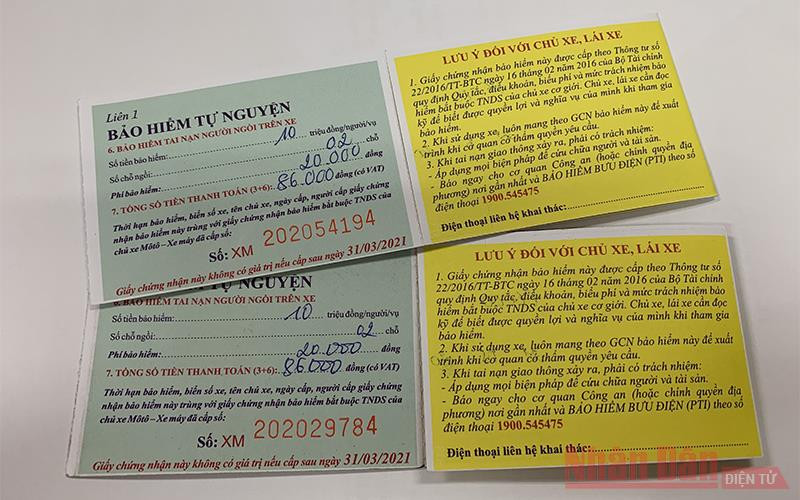 Liên 1
BẢO HIỂM TỰ NGUYỆN
6. BẢO HIỂM TAI NẠN NGƯỜI NGỒI TRÊN XE
Số tiền bảo hiểm: 10 triệu đồng/người/vụ
Số chỗ ngồi: 02 chỗ
Phí bảo hiểm: 20.000 đồng
7. TỔNG SỐ TIỀN THANH TOÁN (3+6): 86.000 đồng (có VAT)
Thời hạn bảo hiểm, biển số xe, tên chủ xe, ngày cấp giấy chứng
nhận bảo hiểm này trùng với giấy chứng nhận bảo hiểm bắt buộc TNDS của
chủ xe Môtô - Xe máy đã cấp số:
Số: XM 202054194
Giấy chứng nhận này không có giá trị nếu cấp sau ngày 31/03/2021
LƯU Ý ĐỐI VỚI CHỦ XE, LÁI XE
1. Giấy chứng nhận bảo hiểm này được cấp theo Thông tư số
22/2016/TT-BTC ngày 16 tháng 02 năm 2016 của Bộ Tài chính
quy định Quy tắc, điều khoản, biểu phí và mức trách nhiệm bảo
hiểm bắt buộc TNDS của chủ xe cơ giới. Chủ xe, lái xe cần đọc
kỹ để biết được quyền lợi và nghĩa vụ của mình khi tham gia
bảo hiểm.
2. Khi sử dụng xe, luôn mang theo GCN bảo hiểm này để xuất
trình khi cơ quan có thẩm quyền yêu cầu.
3. Khi tai nạn giao thông xảy ra, phải có trách nhiệm:
- Áp dụng mọi biện pháp để cứu chữa người và tài sản.
- Báo ngay cho cơ quan Công an (hoặc chính quyền địa
phương) nơi gần nhất và BẢO HIỂM BƯU ĐIỆN (PTI) theo số
điện thoại 1900.545475
Điện thoại liên hệ khai thác:
TỰ NGUYỆN
6. BẢO HIỂM TAI NẠN NGƯỜI NGỒI TRÊN XE
Số tiền bảo hiểm: 10 triệu đồng/người/vụ
Số chỗ ngồi: 02 chỗ
Phí bảo hiểm: 20.000 đồng
7. TỔNG SỐ TIỀN THANH TOÁN (3+6): 86000 đồng (có VAT)
Thời hạn bảo hiểm, biển số xe, tên chủ xe, ngày cấp, người cấp giấy chứng
nhận bảo hiểm này trùng với giấy chứng nhận bảo hiểm bắt buộc TNDS của
chủ xe Môtô - Xe máy đã cấp số:
Số: XM 202029784
Giấy chứng nhận này không có giá trị nếu cấp sau ngày 31/03/2021
LƯU Ý ĐỐI VỚI CHỦ XE, LÁI XE
1. Giấy chứng nhận bảo hiểm này được cấp theo Thông tư số
22/2016/TT-BTC ngày 16 tháng 02 năm 2016 của Bộ Tài chính
quy định Quy tắc, điều khoản, biểu phí và mức trách nhiệm bảo
hiểm bắt buộc TNDS của chủ xe cơ giới. Chủ xe, lái xe cần đọc
kỹ để biết được quyền lợi và nghĩa vụ của mình khi tham gia
bảo hiểm.
2. Khi sử dụng xe, luôn mang theo GCN bảo hiểm này để xuất
trình khi cơ quan có thẩm quyền yêu cầu.
3. Khi tai nạn giao thông xảy ra, phải có trách nhiệm:
- Áp dụng mọi biện pháp để cứu chữa người và tài sản.
- Báo ngay cho cơ quan Công an (hoặc chính quyền địa
phương) nơi gần nhất và BẢO HIỂM BƯU ĐIỆN (PTI) theo số
điện thoại 1900.545475
Điện thoại liên hệ khai thác:
Nhân Dân
ĐIỆN TỬ